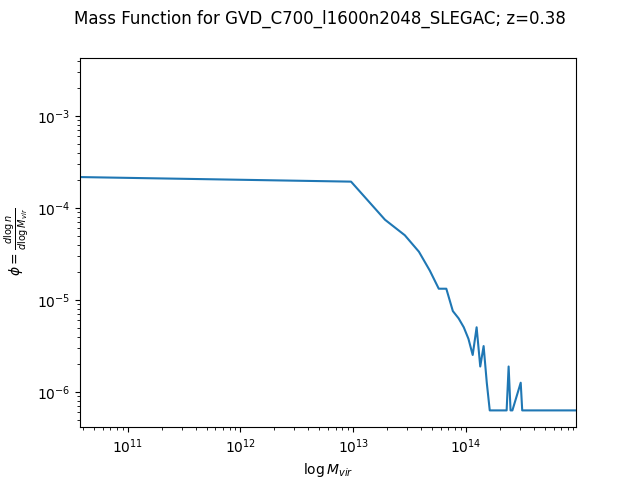 Mass Function for GVD_C700_l1600n2048_SLEGAC; z=0.38
10⁻³
10⁻⁴
10⁻⁵
10⁻⁶
ϕ = d log n / d log M_vir
10¹¹ 10¹² 10¹³ 10¹⁴
log M_vir